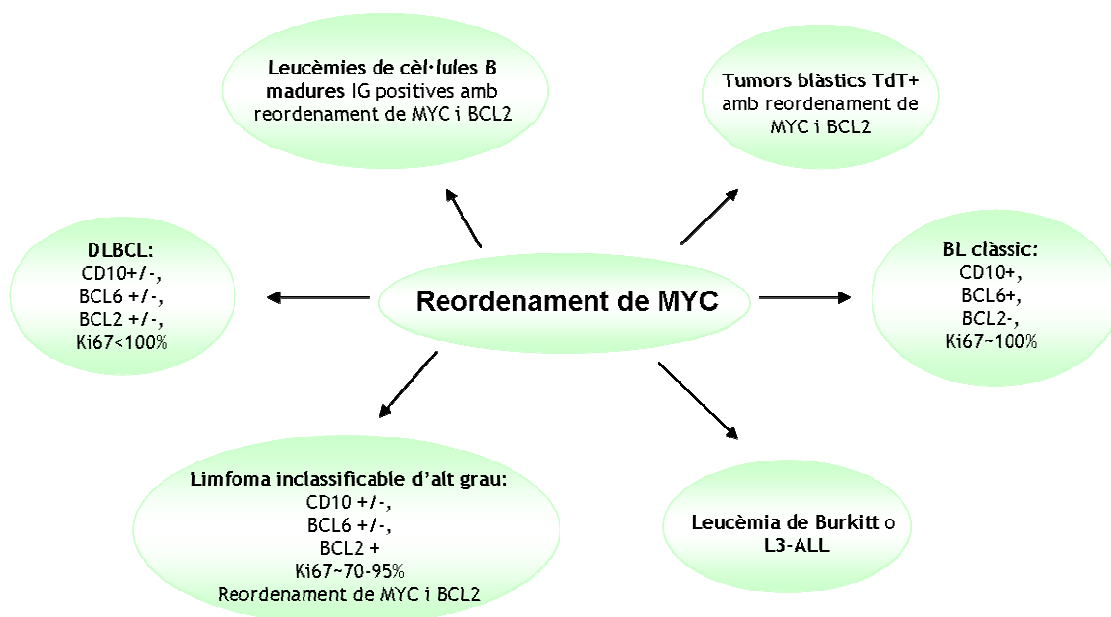 Leucèmies de cèl·lules B
madures IG positives amb
reordenament de MYC i BCL2
Tumors blàstics TdT+
amb reordenament de
MYC i BCL2
DLBCL:
CD10+/-,
BCL6 +/-,
BCL2 +/-,
Ki67<100%
Reordenament de MYC
BL clàssic:
CD10+,
BCL6+,
BCL2-,
Ki67~100%
Limfoma inclassificable d'alt grau:
CD10 +/-,
BCL6 +/-,
BCL2 +
Ki67~70-95%
Reordenament de MYC i BCL2
Leucèmia de Burkitt o
L3-ALL